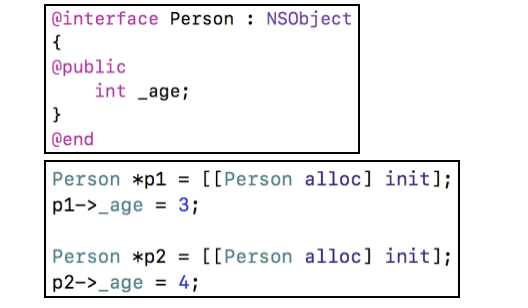 @interface Person : NSObject
{
@public
    int _age;
}
@end
Person *p1 = [[Person alloc] init];
p1->_age = 3;
Person *p2 = [[Person alloc] init];
p2->_age = 4;